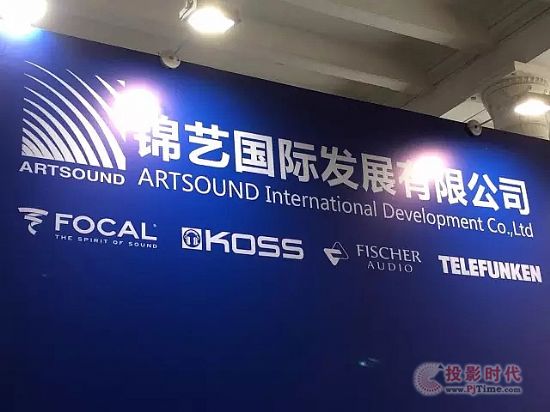 锦艺国际发展有限公司
ARTSOUND
ARTSOUND International Development Co.,Ltd
FOCAL®
THE SPIRIT OF SOUND
KOSS
FISCHER
AUDIO
TELEFUNKEN
投影时代
www.PjTime.com